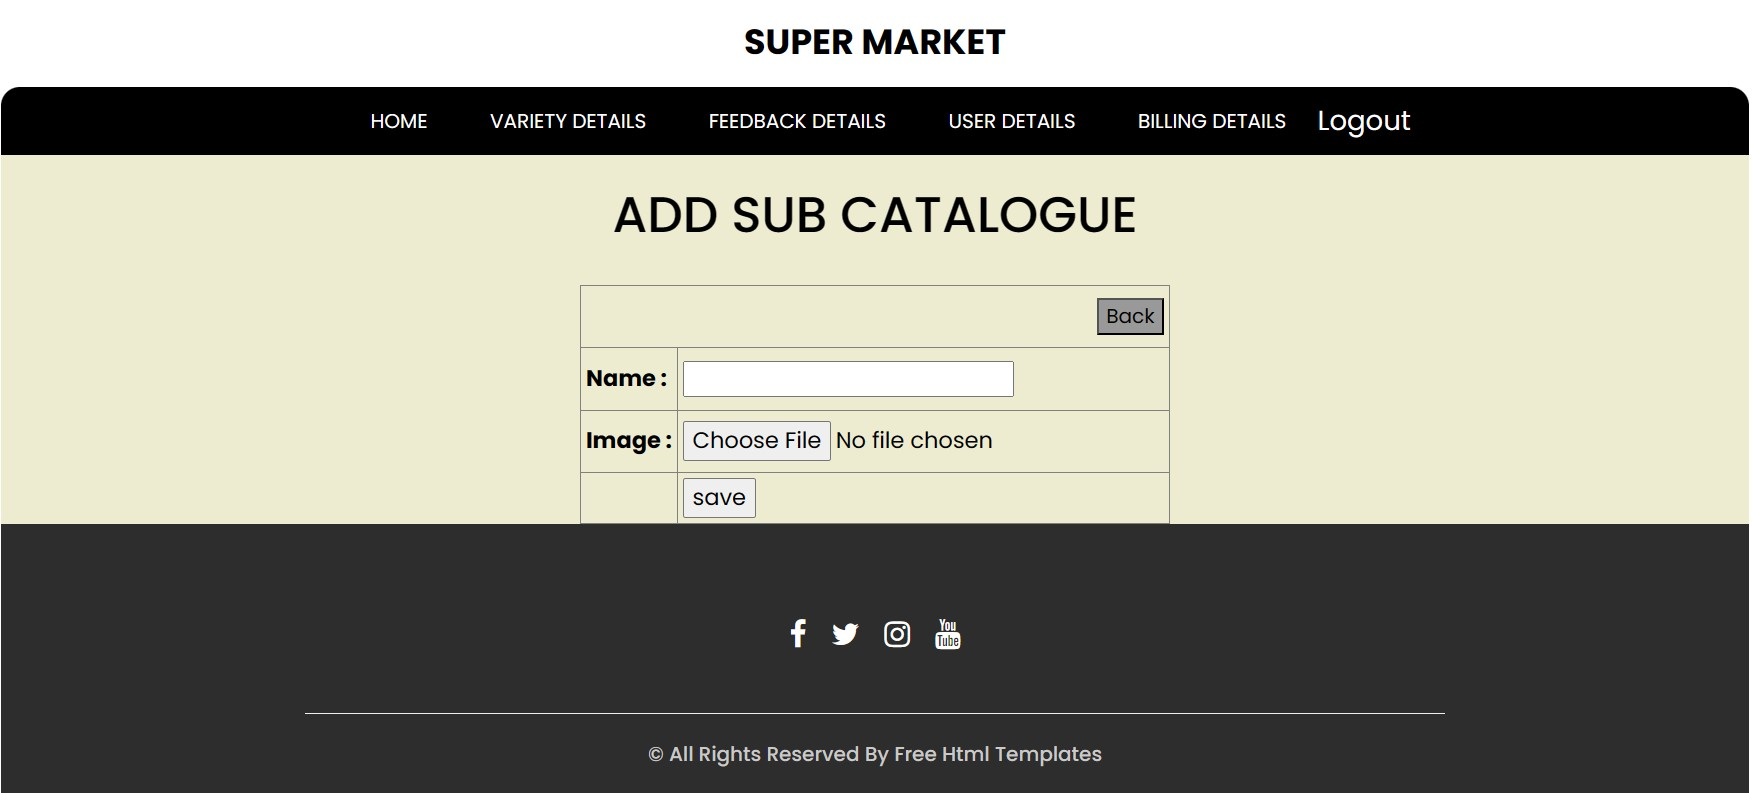 SUPER MARKET
HOME VARIETY DETAILS FEEDBACK DETAILS USER DETAILS BILLING DETAILS Logout
ADD SUB CATALOGUE
Back
Name :
Image : Choose File No file chosen
save
You
Tube
© All Rights Reserved By Free Html Templates